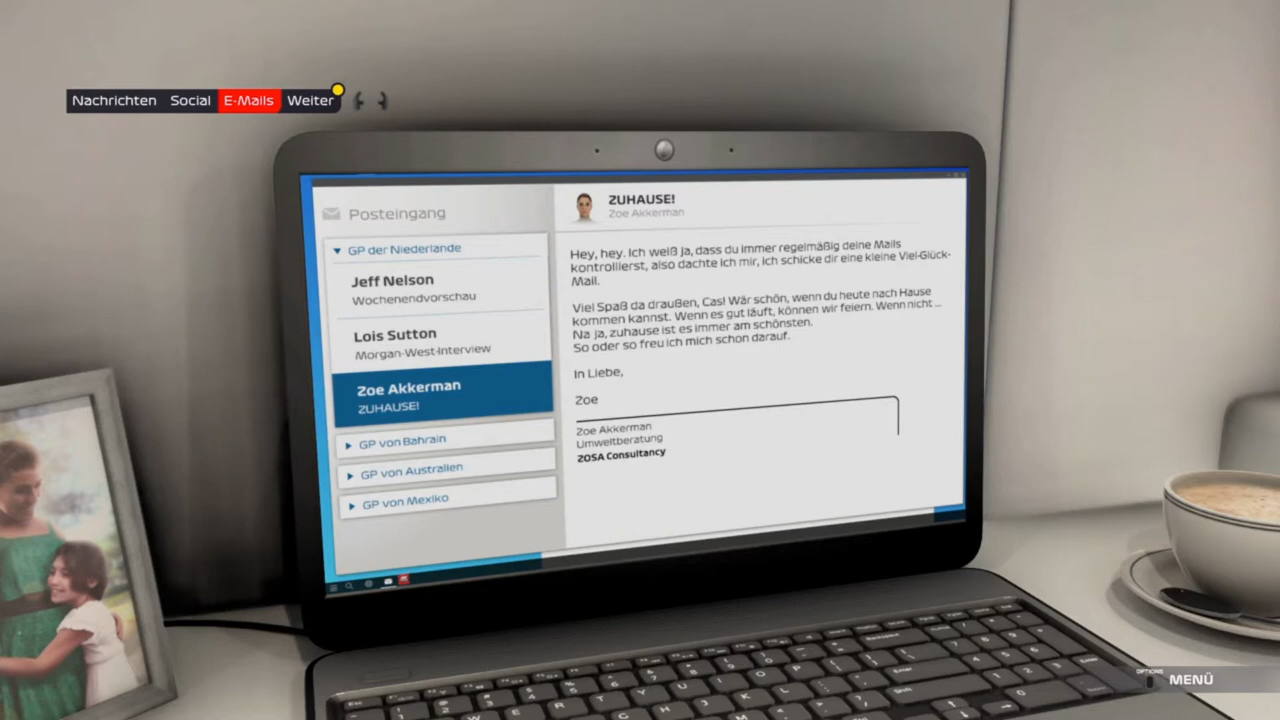 Nachrichten Social E-Mails Weiter
Posteingang
GP der Niederlande
Jeff Nelson
Wochenendvorschau
Lois Sutton
Morgan-West-Interview
Zoe Akkerman
ZUHAUSE!
GP von Bahrain
GP von Australien
GP von Mexiko
ZUHAUSE!
Zoe Akkerman
Hey, hey. Ich weiß ja, dass du immer regelmäßig deine Mails
kontrollierst, also dachte ich mir, ich schicke dir eine kleine Viel-Glück-
Mail.
Viel Spaß da draußen, Cas! Wär schön, wenn du heute nach Hause
kommen kannst. Wenn es gut läuft, können wir feiern. Wenn nicht ...
Na ja, zuhause ist es immer am schönsten.
So oder so freu ich mich schon darauf.
In Liebe,
Zoe
Zoe Akkerman
Umweltberatung
ZOSA Consultancy
OPTIONS
MENÜ